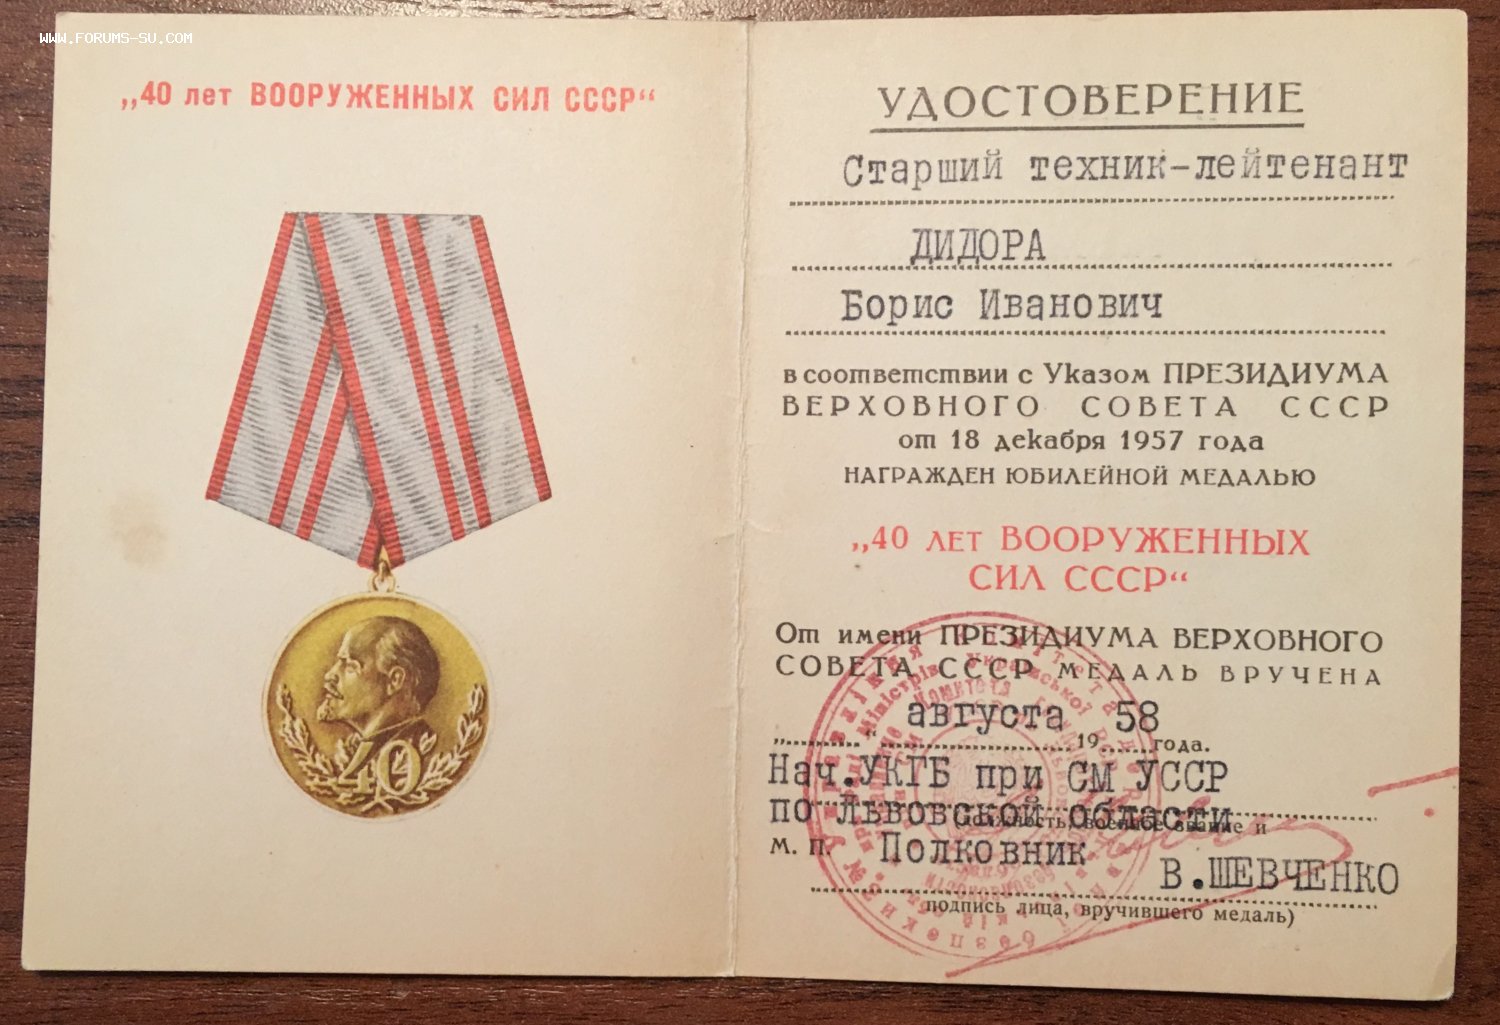 WWW.FORUMS-SU.COM
„40 лет ВООРУЖЕННЫХ СИЛ СССР“
40
УДОСТОВЕРЕНИЕ
Старший техник-лейтенант
ДИДОРА
Борис Иванович
в соответствии с Указом ПРЕЗИДИУМА
ВЕРХОВНОГО СОВЕТА СССР
от 18 декабря 1957 года
НАГРАЖДЕН ЮБИЛЕЙНОЙ МЕДАЛЬЮ
„40 ЛЕТ ВООРУЖЕННЫХ
СИЛ СССР“
От имени ПРЕЗИДИУМА ВЕРХОВНОГО
СОВЕТА СССР МЕДАЛЬ ВРУЧЕНА
августа 58
„ “ 19 года.
Нач.УКГБ при СМ УССР
по Львовской области
должность, военное звание и
М. П. Полковник
В.ШЕВЧЕНКО
подпись лица, вручившего медаль)